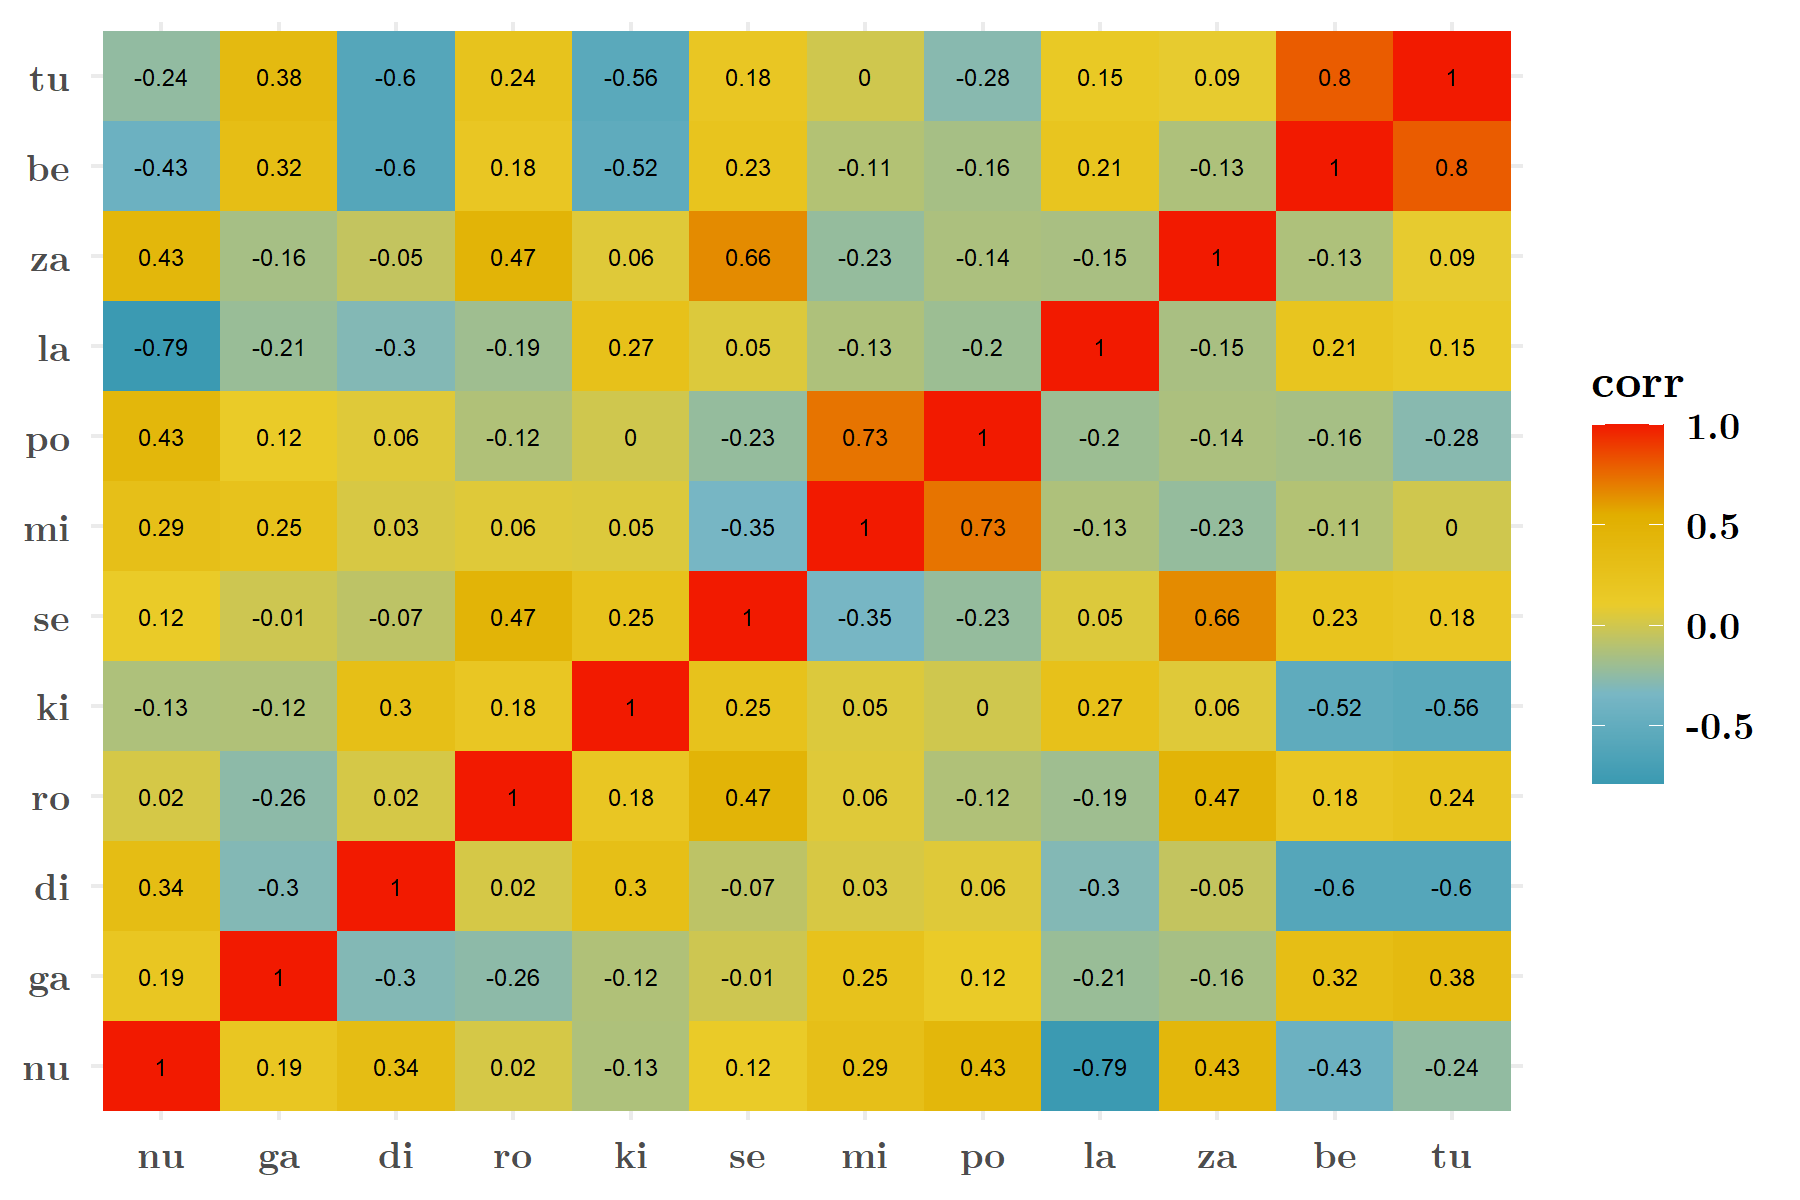 tu -0.24 0.38 -0.6 0.24 -0.56 0.18 0 -0.28 0.15 0.09 0.8 1
be -0.43 0.32 -0.6 0.18 -0.52 0.23 -0.11 -0.16 0.21 -0.13 1 0.8
za 0.43 -0.16 -0.05 0.47 0.06 0.66 -0.23 -0.14 -0.15 1 -0.13 0.09
la -0.79 -0.21 -0.3 -0.19 0.27 0.05 -0.13 -0.2 1 -0.15 0.21 0.15
po 0.43 0.12 0.06 -0.12 0 -0.23 0.73 1 -0.2 -0.14 -0.16 -0.28
mi 0.29 0.25 0.03 0.06 0.05 -0.35 1 0.73 -0.13 -0.23 -0.11 0
se 0.12 -0.01 -0.07 0.47 0.25 1 -0.35 -0.23 0.05 0.66 0.23 0.18
ki -0.13 -0.12 0.3 0.18 1 0.25 0.05 0 0.27 0.06 -0.52 -0.56
ro 0.02 -0.26 0.02 1 0.18 0.47 0.06 -0.12 -0.19 0.47 0.18 0.24
di 0.34 -0.3 1 0.02 0.3 -0.07 0.03 0.06 -0.3 -0.05 -0.6 -0.6
ga 0.19 1 -0.3 -0.26 -0.12 -0.01 0.25 0.12 -0.21 -0.16 0.32 0.38
nu 1 0.19 0.34 0.02 -0.13 0.12 0.29 0.43 -0.79 0.43 -0.43 -0.24
nu ga di ro ki se mi po la za be tu
corr
1.0
0.5
0.0
-0.5